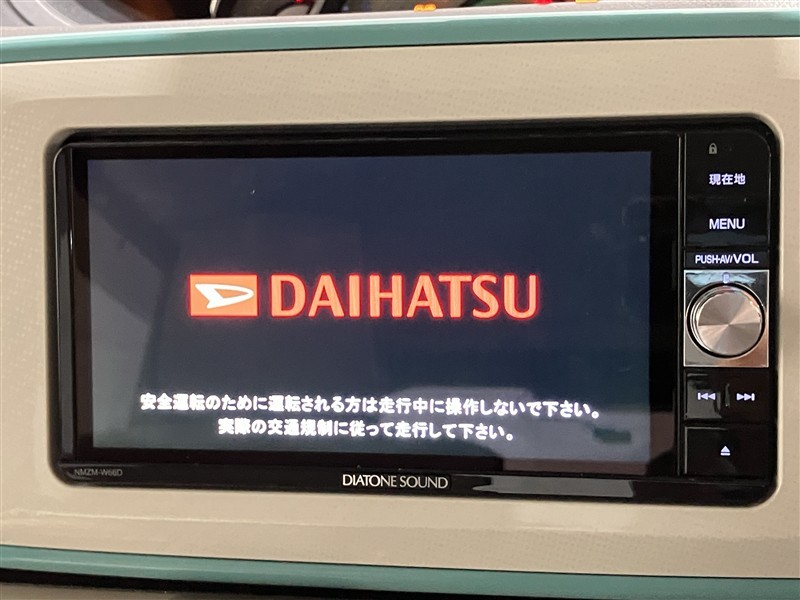 現在地
MENU
PUSH-AV/VOL
DAIHATSU
安全運転のために運転される方は走行中に操作しないで下さい。
実際の交通規制に従って走行して下さい。
NMZM-W66D
DIATONE SOUND